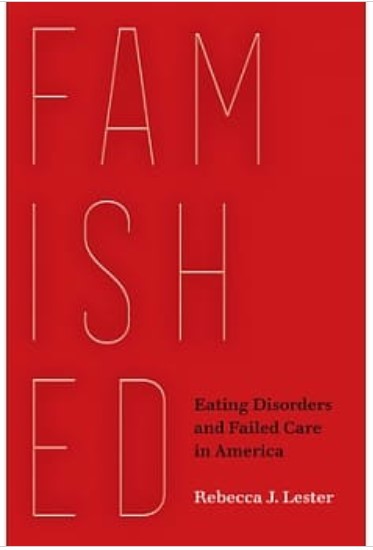 FAM
ISH
ED
Eating Disorders
and Failed Care
in America
Rebecca J. Lester